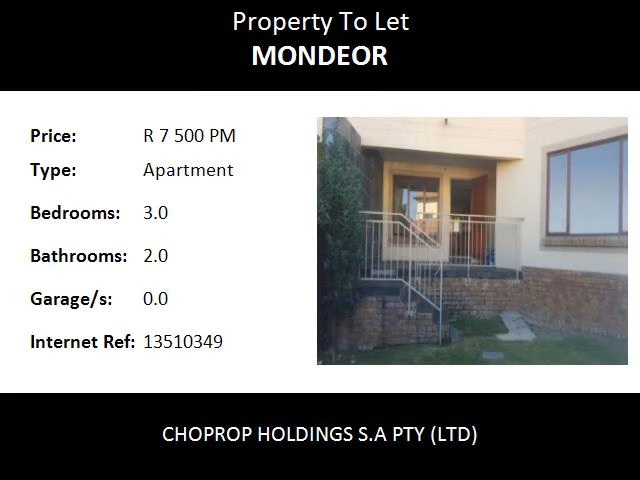 Property To Let
MONDEOR
Price: R 7 500 PM
Type: Apartment
Bedrooms: 3.0
Bathrooms: 2.0
Garage/s: 0.0
Internet Ref: 13510349
CHOPROP HOLDINGS S.A PTY (LTD)